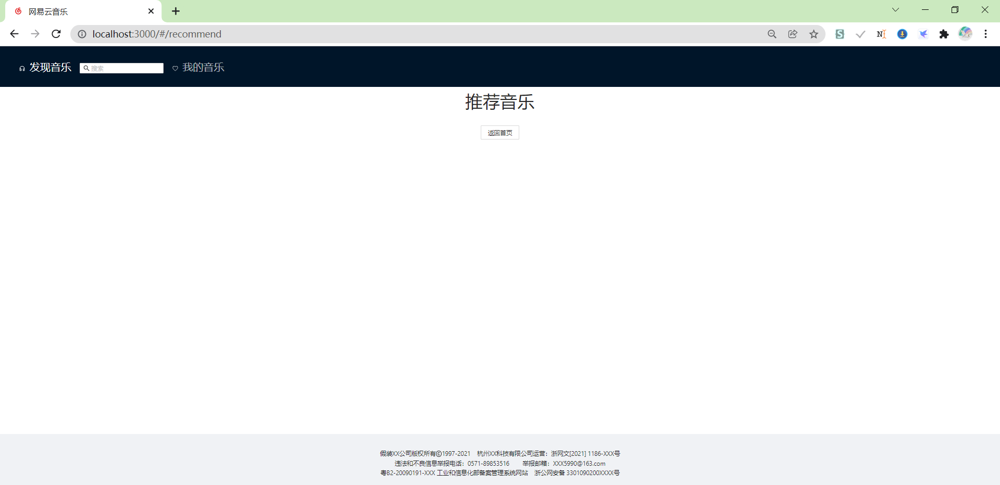 网易云音乐
localhost:3000/#/recommend
发现音乐 搜索 我的音乐
推荐音乐
返回首页
假装XX公司版权所有©1997-2021 杭州XX科技有限公司运营：浙网文[2021] 1186-XXX号
违法和不良信息举报电话：0571-89853516 举报邮箱：XXX5990@163.com
粤B2-20090191-XXX 工业和信息化部备案管理系统网站 浙公网安备 3301090200XXXX号